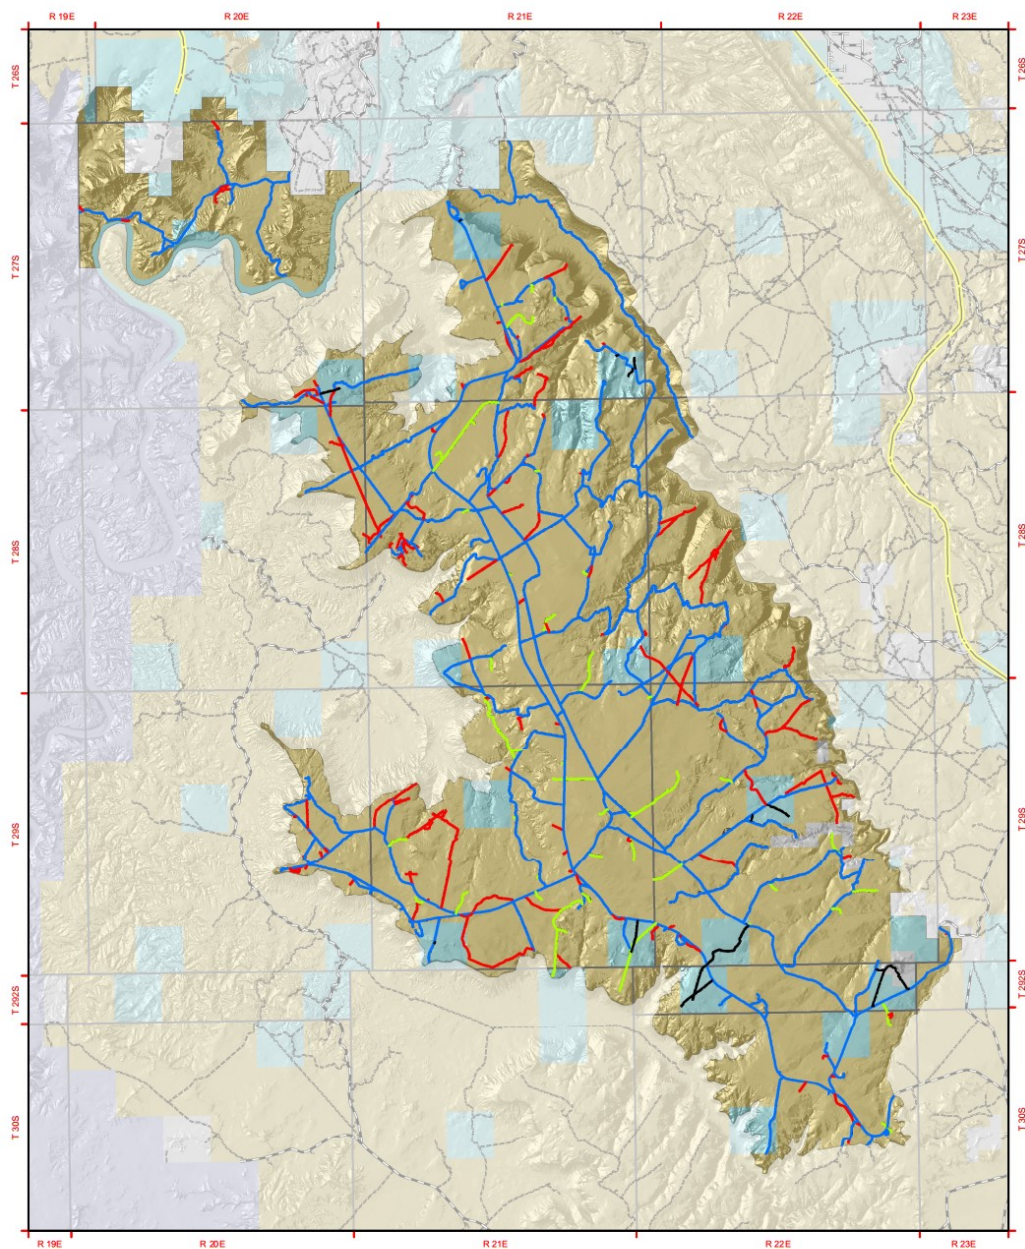 R 19E
R 20E
R 21E
R 22E
R 23E
T 26S
T 26S
T 27S
T 27S
T 28S
T 28S
T 29S
T 29S
T 292S
T 292S
T 30S
T 30S
R 19E
R 20E
R 21E
R 22E
R 23E